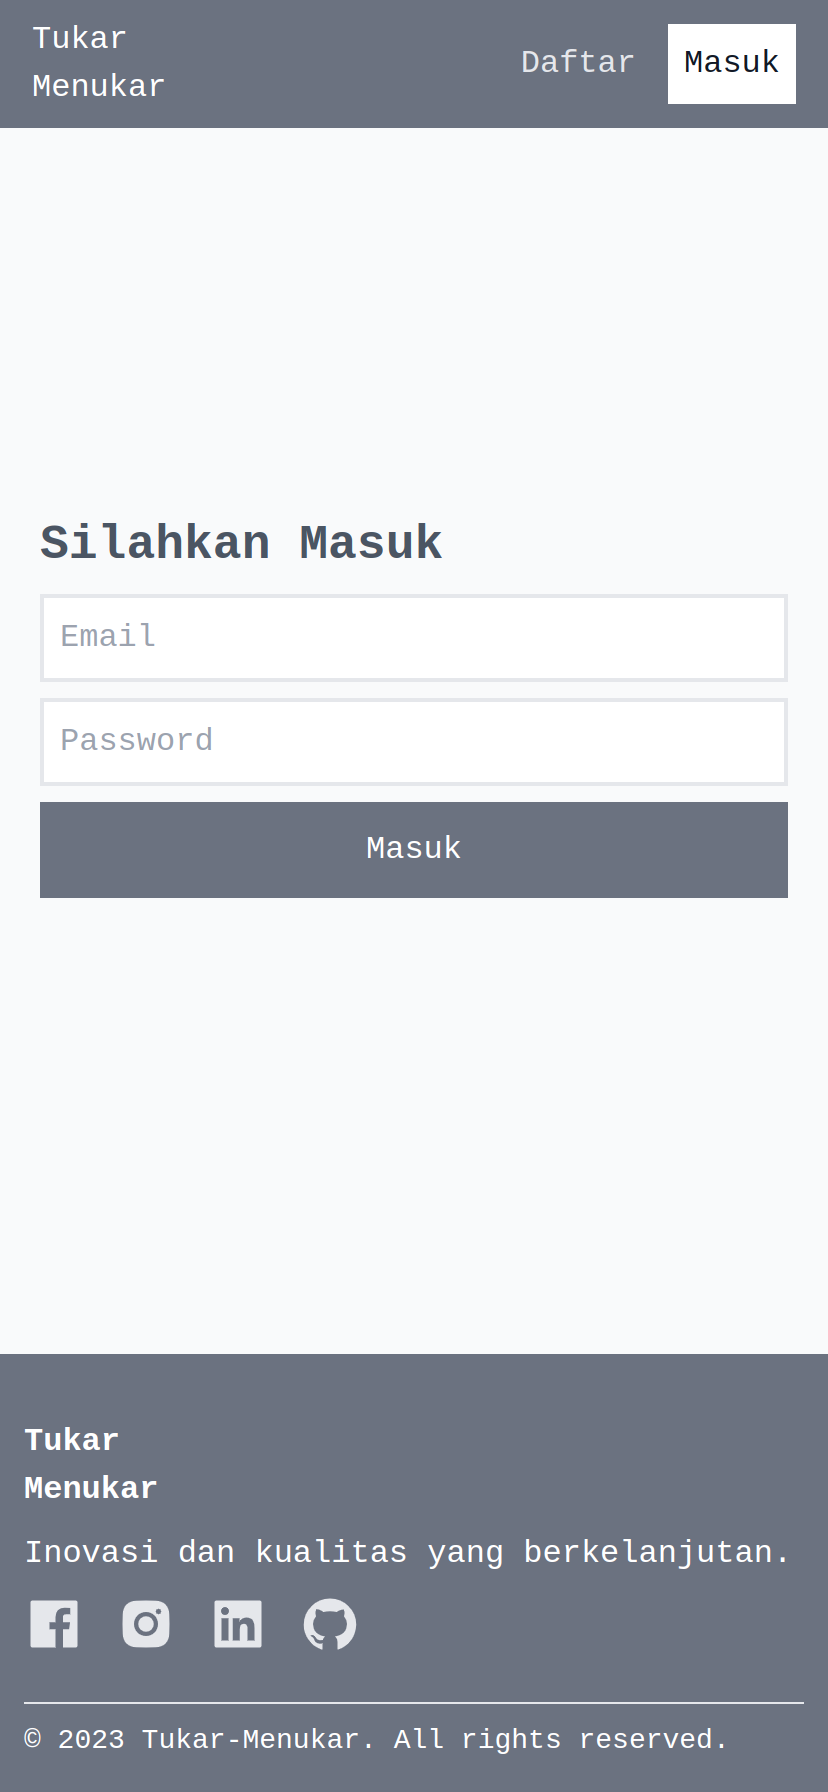 Tukar
Menukar
Daftar
Masuk
Silahkan Masuk
Email
Password
Masuk
Tukar
Menukar
Inovasi dan kualitas yang berkelanjutan.
© 2023 Tukar-Menukar. All rights reserved.